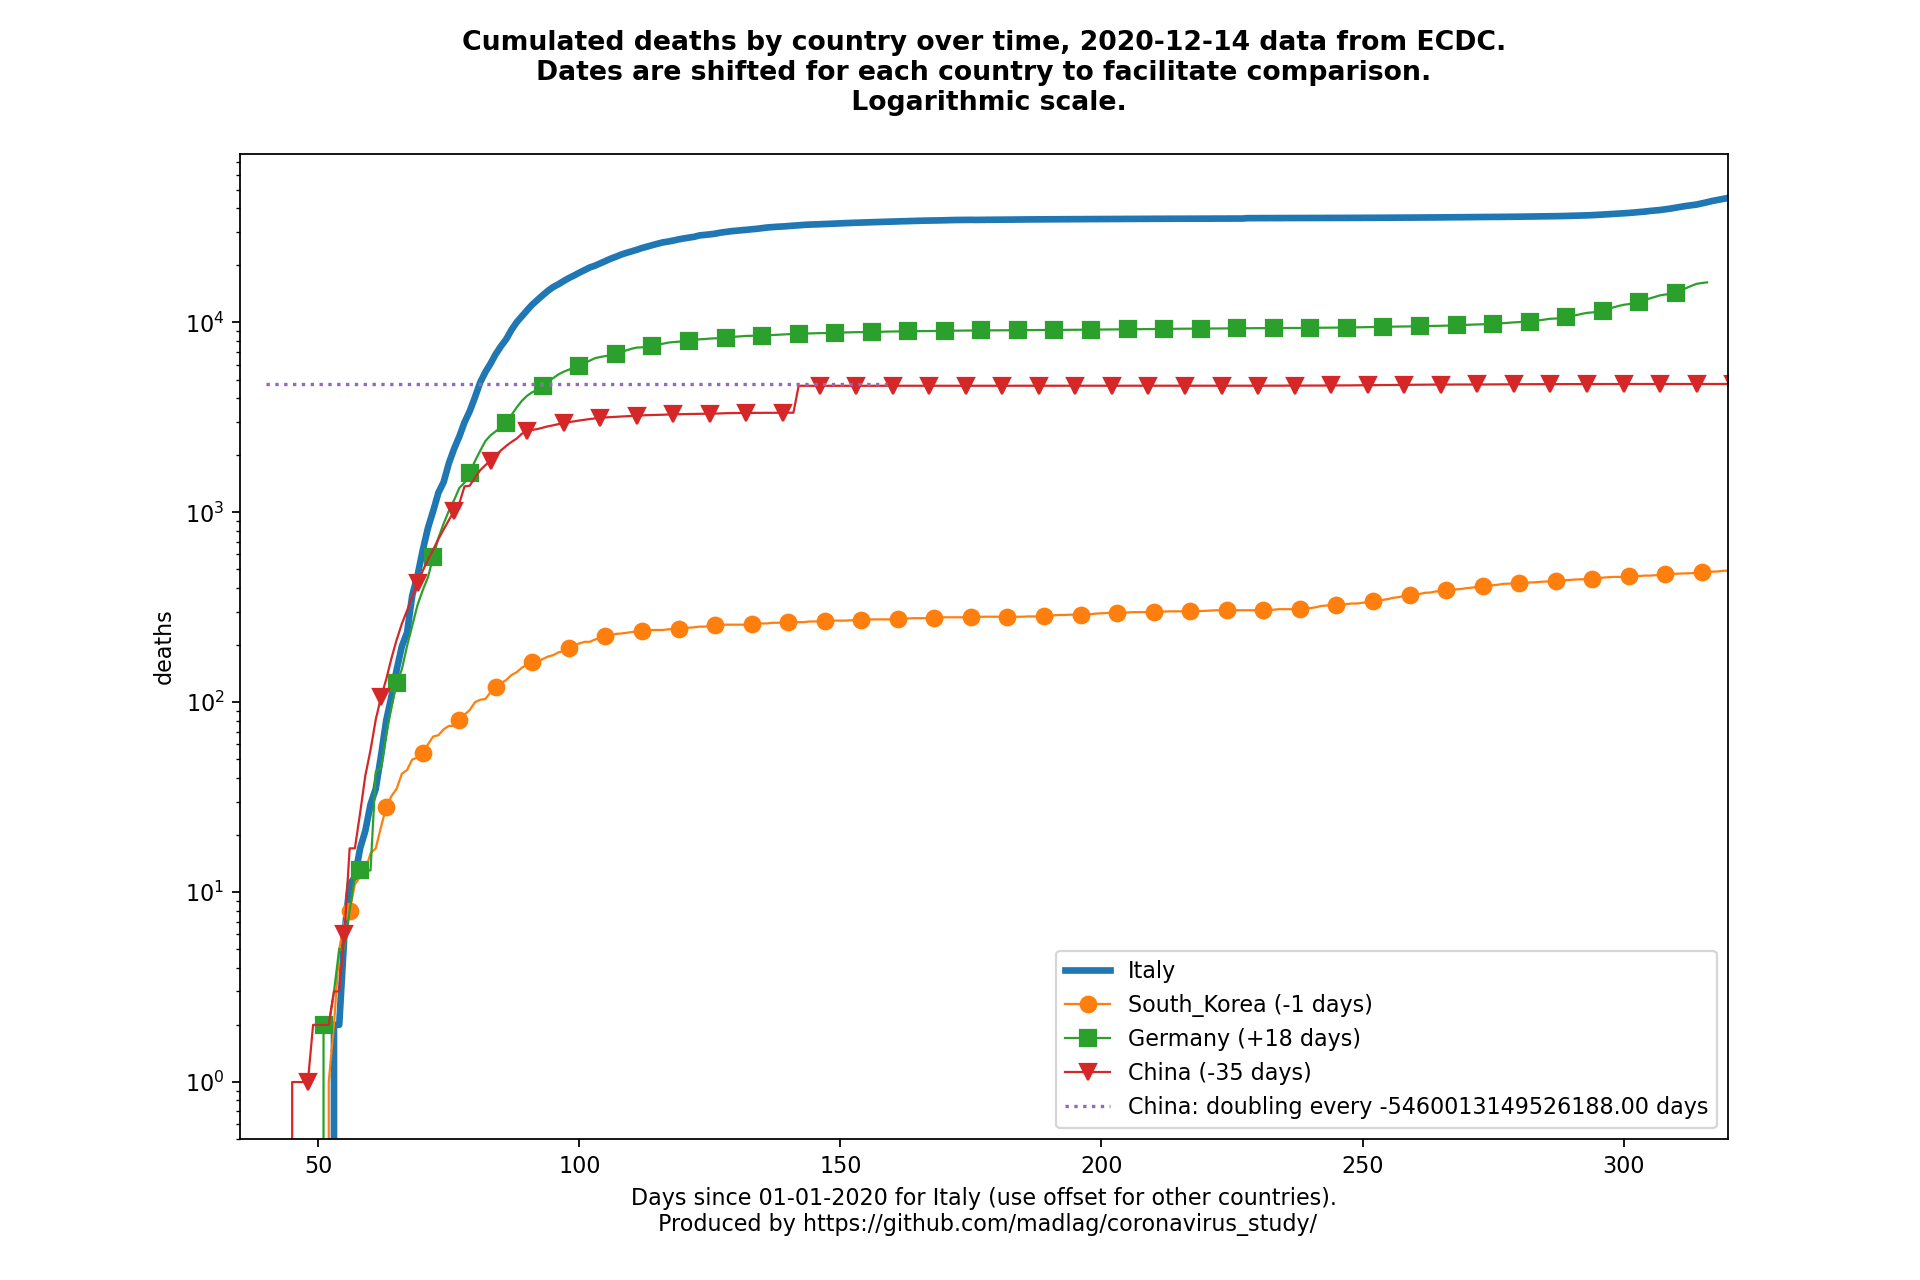 Cumulated deaths by country over time, 2020-12-14 data from ECDC.
Dates are shifted for each country to facilitate comparison.
Logarithmic scale.
10^4
10^3
10^2
10^1
10^0
deaths
Italy
South_Korea (-1 days)
Germany (+18 days)
China (-35 days)
China: doubling every -5460013149526188.00 days
50 100 150 200 250 300
Days since 01-01-2020 for Italy (use offset for other countries).
Produced by https://github.com/madlag/coronavirus_study/